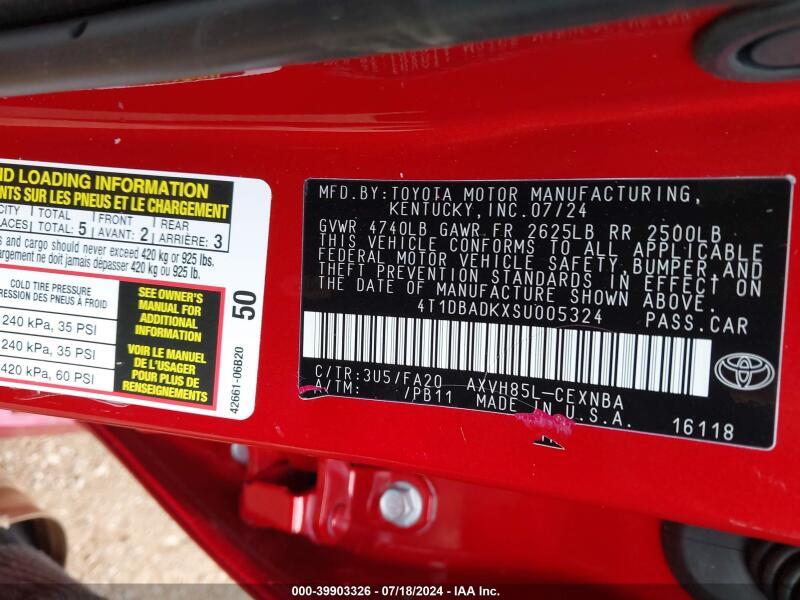 ND LOADING INFORMATION
NTS SUR LES PNEUS ET LE CHARGEMENT
CITY TOTAL FRONT REAR
PLACES TOTAL: 5 AVANT: 2 ARRIÈRE: 3
s and cargo should never exceed 420 kg or 925 lbs.
argement ne doit jamais dépasser 420 kg ou 925 lb.
COLD TIRE PRESSURE
PRESSION DES PNEUS À FROID
240 kPa, 35 PSI
240 kPa, 35 PSI
420 kPa, 60 PSI
SEE OWNER'S
MANUAL FOR
ADDITIONAL
INFORMATION
VOIR LE MANUEL
DE L'USAGER
POUR PLUS DE
RENSEIGNEMENTS
50
42661-06B20
MFD.BY:TOYOTA MOTOR MANUFACTURING,
KENTUCKY,INC.07/24
GVWR 4740LB GAWR FR 2625LB RR 2500LB
THIS VEHICLE CONFORMS TO ALL APPLICABLE
FEDERAL MOTOR VEHICLE SAFETY,BUMPER,AND
THEFT PREVENTION STANDARDS IN EFFECT ON
THE DATE OF MANUFACTURE SHOWN ABOVE.
4T1DBADKXSU005324 PASS.CAR
C/TR:3U5/FA20 AXVH85L-CEXNBA
A/TM: /PB11 MADE IN U.S.A.
16118
TOYOTA
000-39903326 - 07/18/2024 - IAA Inc.